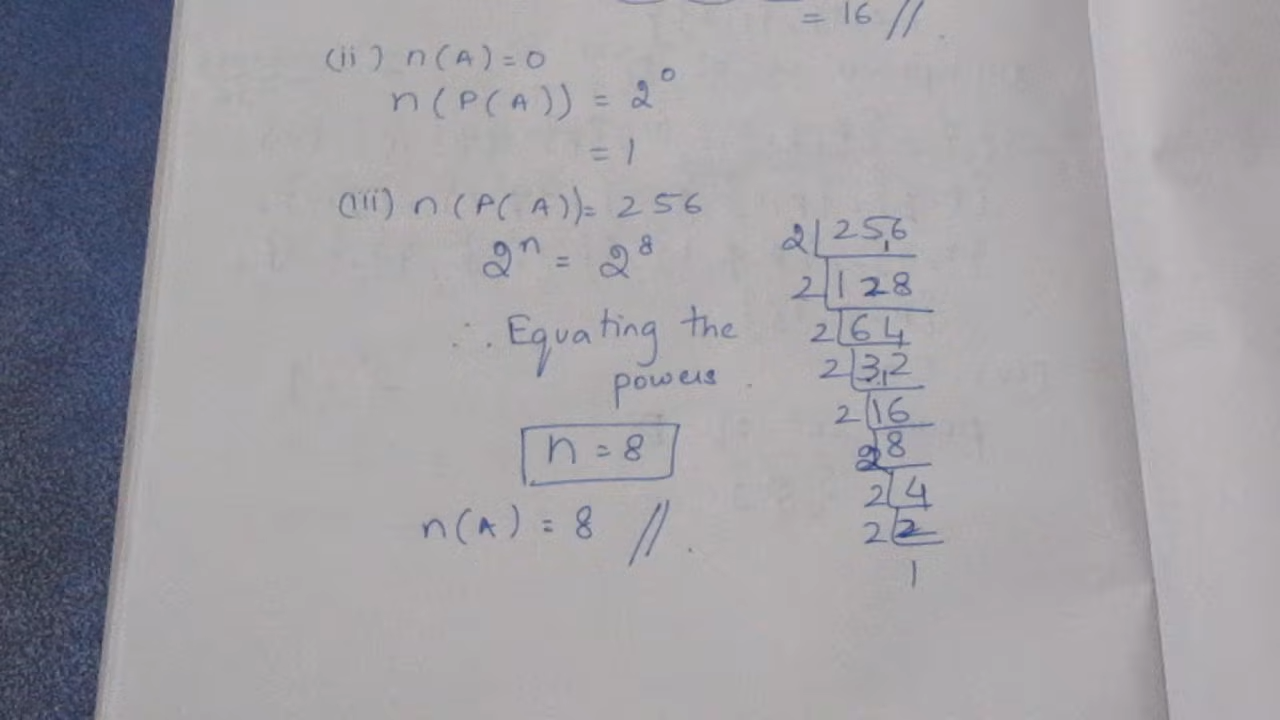 = 16 //.
(ii) n(A) = 0
n(P(A)) = 2⁰
= 1
(iii) n(P(A)) = 256
2ⁿ = 2⁸
∴ Equating the
powers.
n = 8
n(A) = 8 //.
2 | 256
2 | 128
2 | 64
2 | 32
2 | 16
2 | 8
2 | 4
2 | 2
1